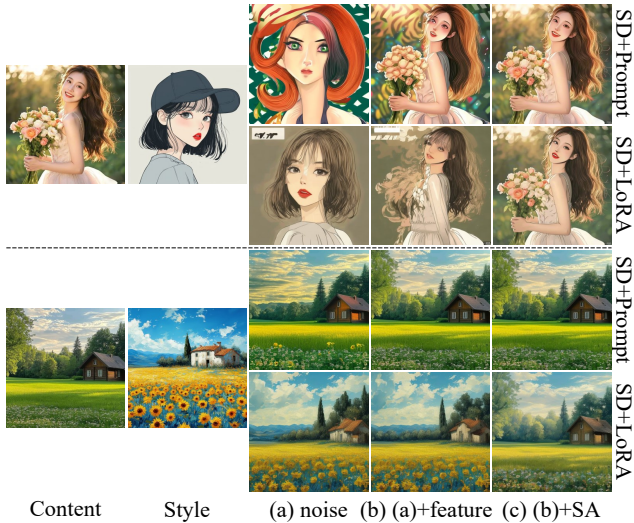 SD+Prompt
SD+LoRA
SD+Prompt
SD+LoRA
Content
Style
(a) noise
(b) (a)+feature
(c) (b)+SA